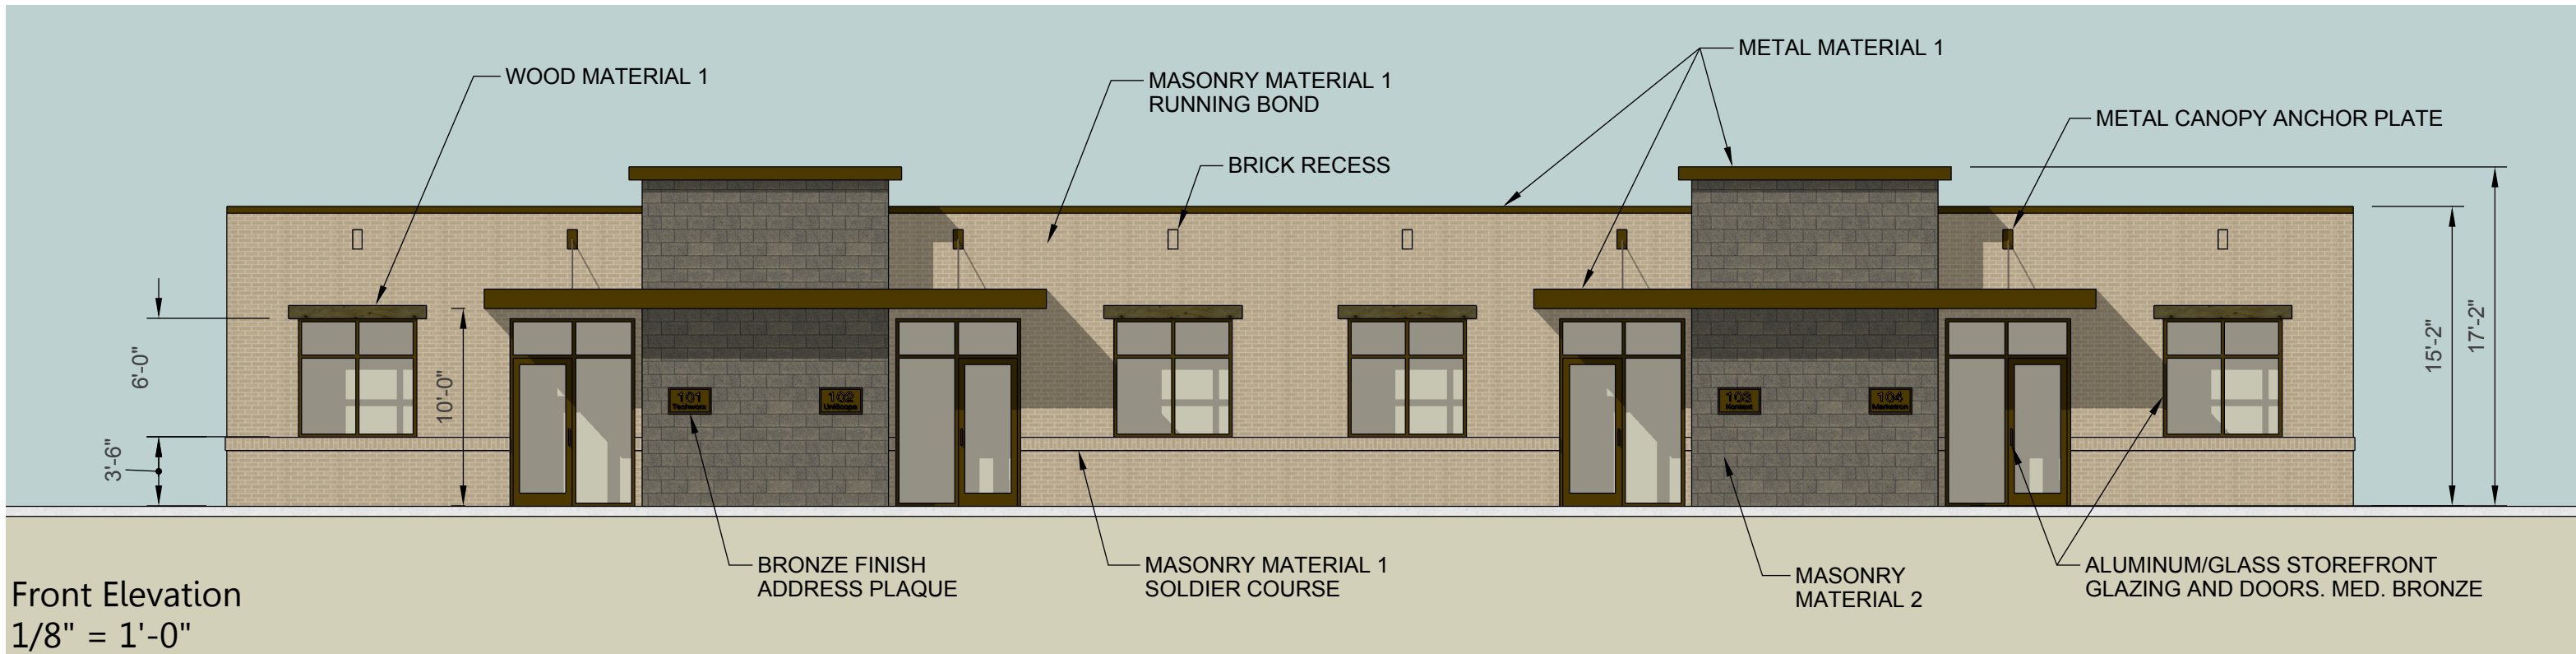 METAL MATERIAL 1
WOOD MATERIAL 1
MASONRY MATERIAL 1
RUNNING BOND
METAL CANOPY ANCHOR PLATE
BRICK RECESS
6'-0"
3'-6"
10'-0"
15'-2"
17'-2"
101
Techworx
102
103
Kontext
104
Marketron
BRONZE FINISH
ADDRESS PLAQUE
MASONRY MATERIAL 1
SOLDIER COURSE
MASONRY
MATERIAL 2
ALUMINUM/GLASS STOREFRONT
GLAZING AND DOORS. MED. BRONZE
Front Elevation
1/8" = 1'-0"